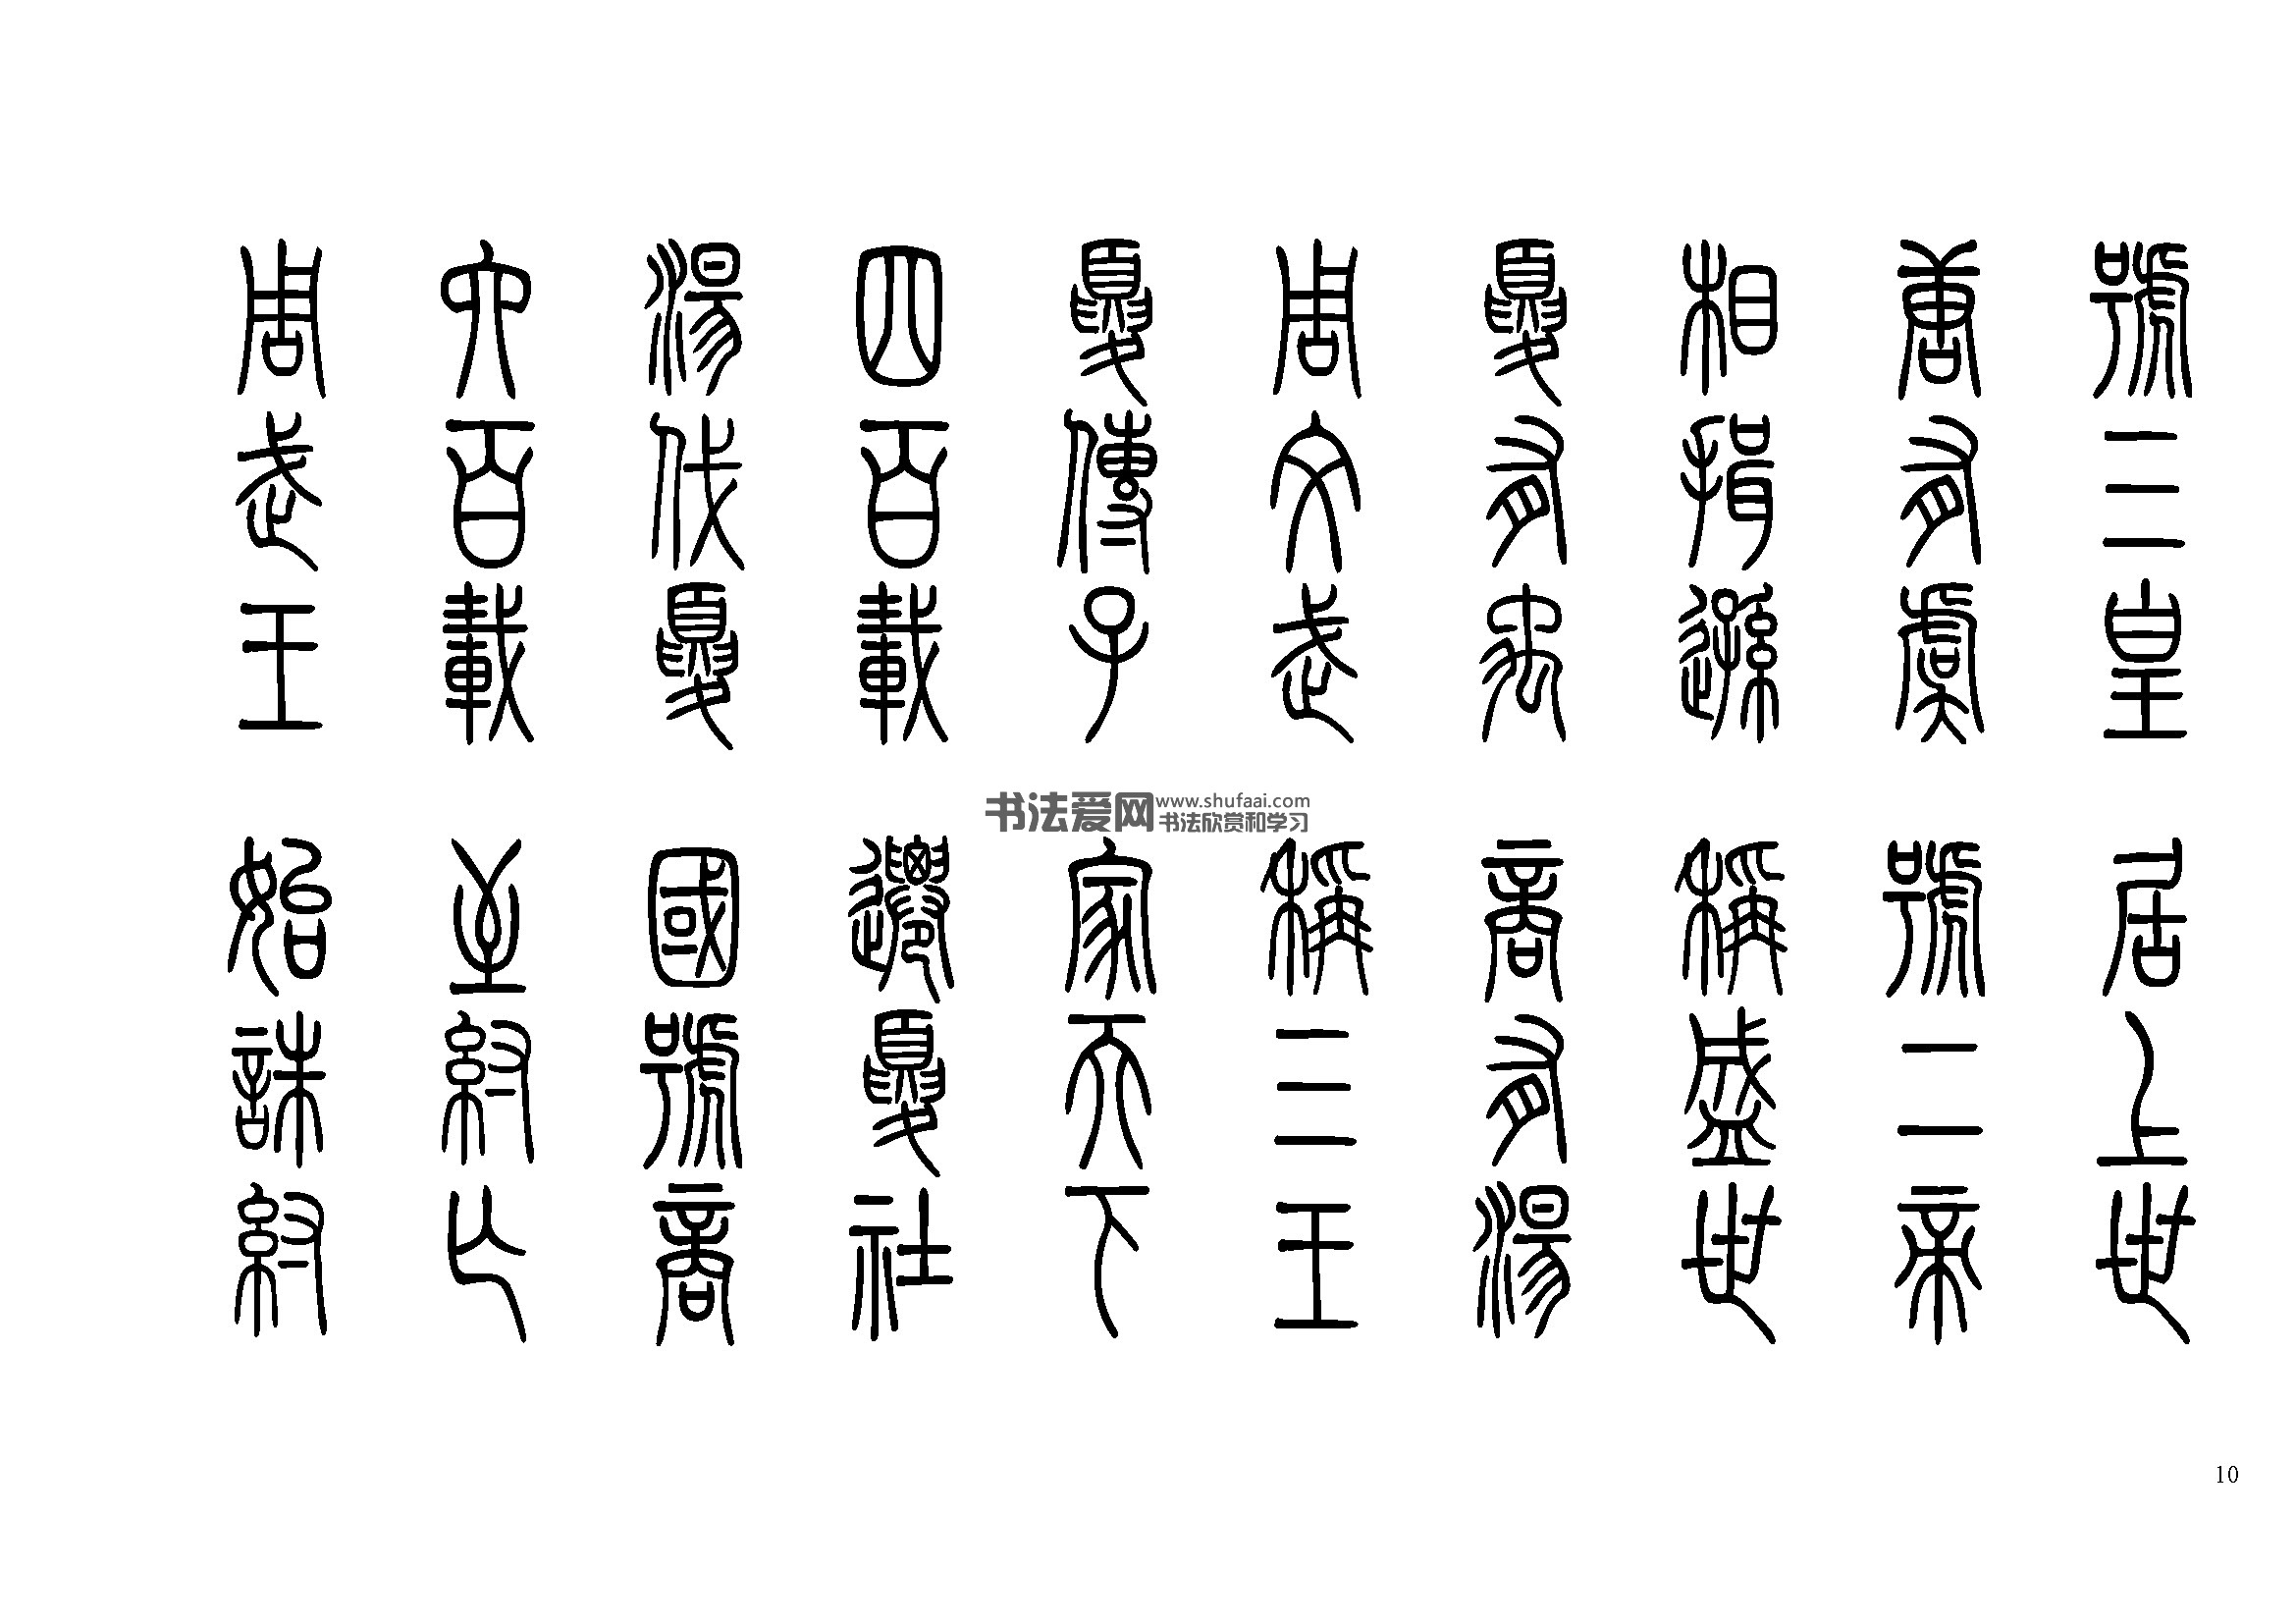 號三皇 居上世
唐有虞 號二帝
相揖遜 稱盛世
夏有禹 商有湯
周文武 稱三王
夏傳子 家天下
四百載 遷夏社
湯伐夏 國號商
六百載 至紂亡
周武王 始誅紂
书法爱网 www.shufaai.com
书法欣赏和学习
10